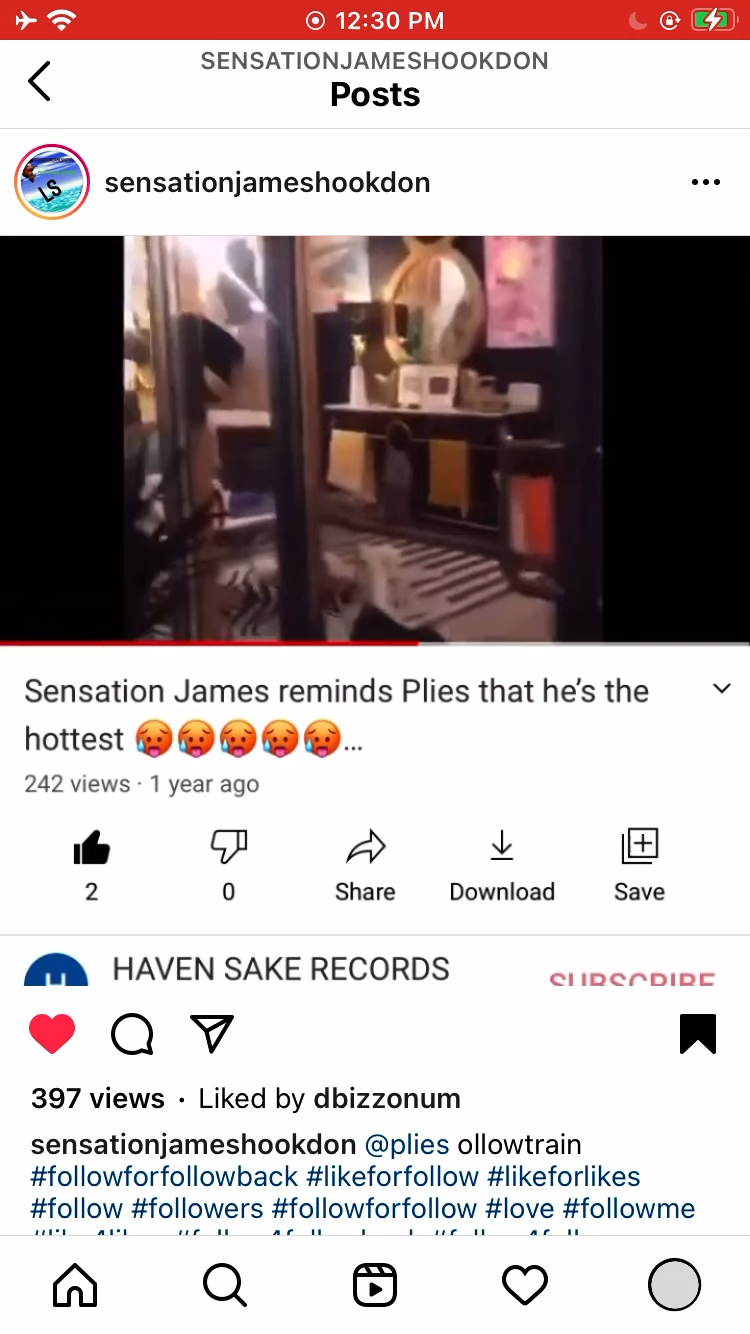 12:30 PM
SENSATIONJAMESHOOKDON
Posts
sensationjameshookdon
LS
Sensation James reminds Plies that he's the
hottest 🥵🥵🥵🥵🥵...
242 views · 1 year ago
2
0
Share
Download
Save
H
HAVEN SAKE RECORDS
SUBSCRIBE
397 views · Liked by dbizzonum
sensationjameshookdon @plies ollowtrain
#followforfollowback #likeforfollow #likeforlikes
#follow #followers #followforfollow #love #followme